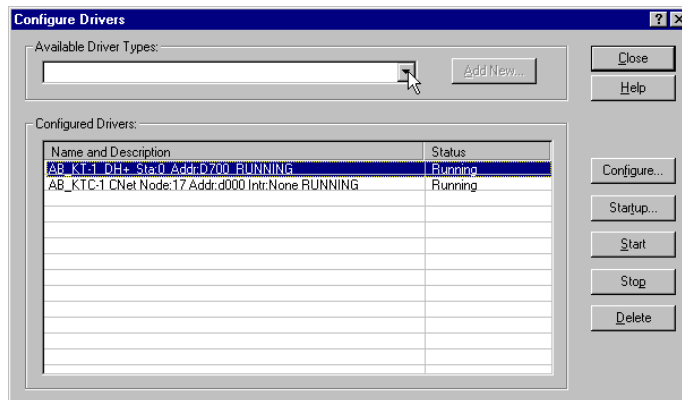 Configure Drivers
Available Driver Types:
Add New...
Close
Help
Configured Drivers:
Name and Description Status
AB_KT-1 DH+ Sta:0 Addr:D700 RUNNING Running
AB_KTC-1 CNet Node:17 Addr:d000 Intr:None RUNNING Running
Configure...
Startup...
Start
Stop
Delete